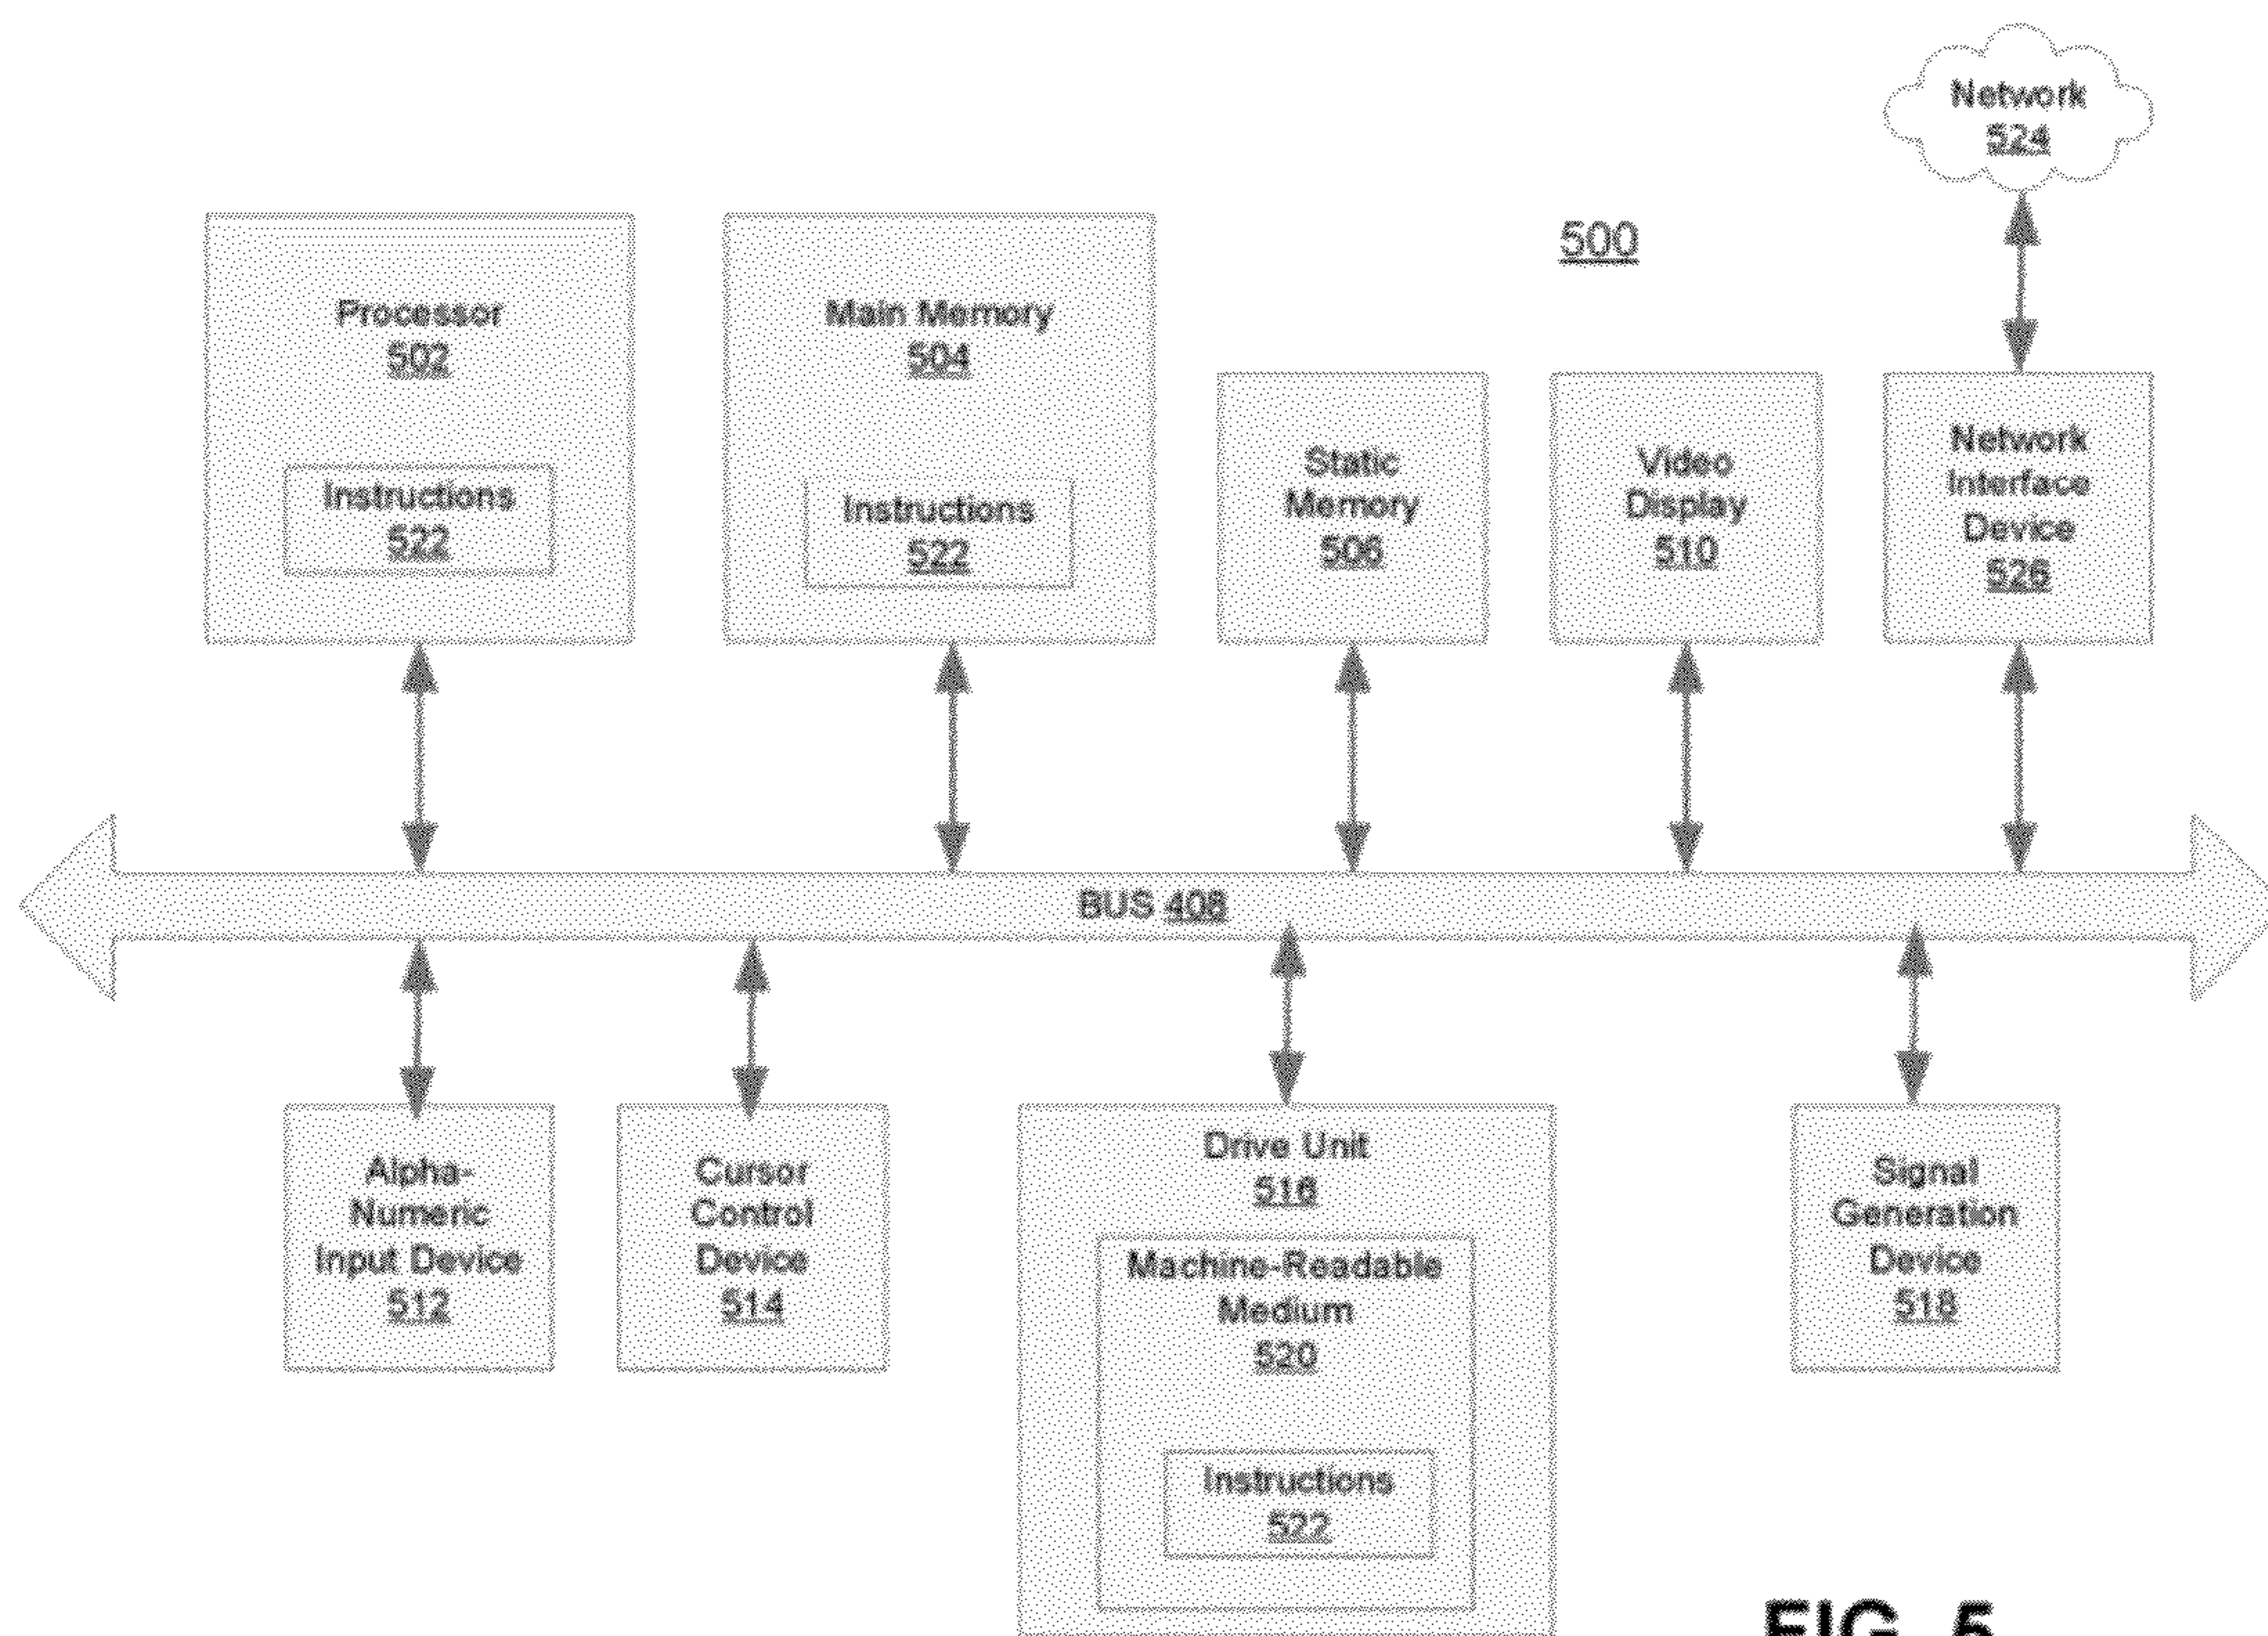 Network
524
500
Processor
502
Instructions
522
Main Memory
504
Instructions
522
Static
Memory
506
Video
Display
510
Network
Interface
Device
526
BUS 408
Alpha-
Numeric
Input Device
512
Cursor
Control
Device
514
Drive Unit
516
Machine-Readable
Medium
520
Instructions
522
Signal
Generation
Device
518
FIG. 5